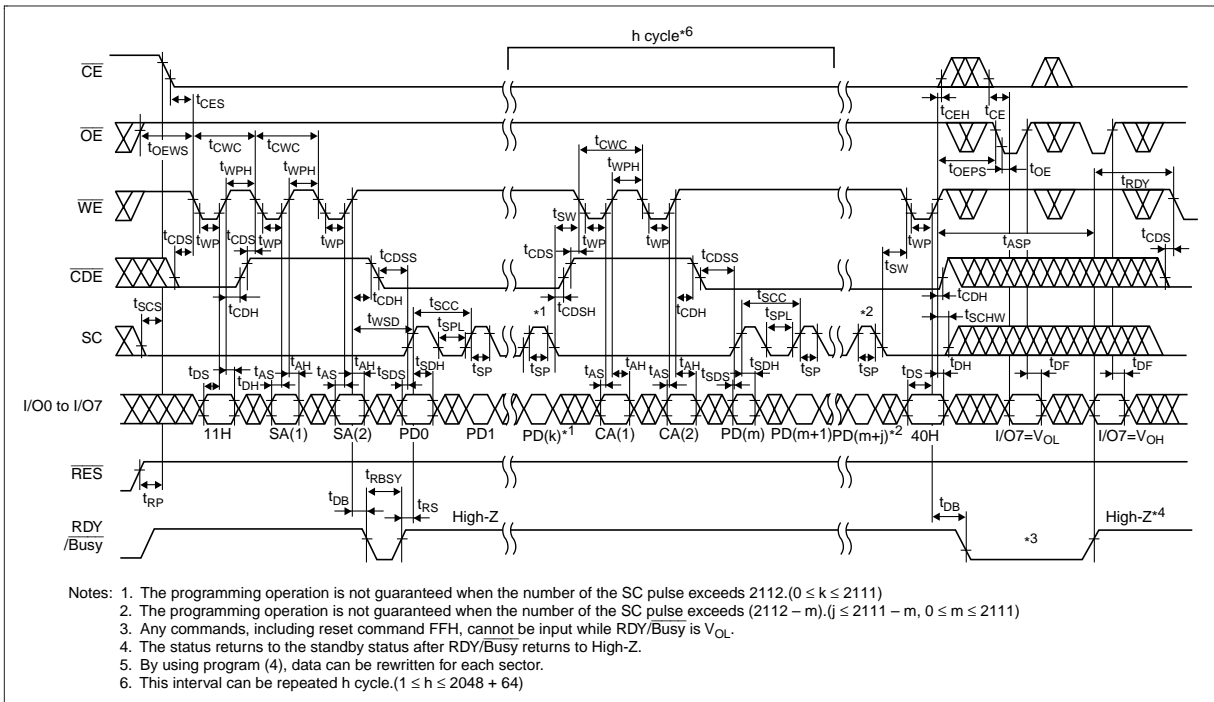 h cycle*6
CE
tCES
tCEH
tCE
OE
tOEWS
tCWC
tCWC
tCWC
tOEPS
tOE
tRDY
tWPH
tWPH
tWPH
WE
tCDS
tWP
tCDS
tWP
tWP
tSW
tWP
tWP
tCDS
tWP
tASP
tCDS
tCDSS
tCDSS
tSW
CDE
tSCS
tCDH
tCDH
tSCC
tCDSH
tCDH
tSCC
tCDH
tWSD
tSPL
*1
tSPL
*2
tSCHW
SC
tDS
tDH
tAS
tAH
tAS
tAH
tSDS
tSDH
tSP
tSP
tAS
tAH
tAS
tAH
tSDS
tSDH
tSP
tSP
tDS
tDH
tDF
tDF
I/O0 to I/O7
11H SA(1) SA(2) PD0 PD1 PD(k)*1 CA(1) CA(2) PD(m) PD(m+1) PD(m+j)*2 40H I/O7=VOL I/O7=VOH
RES
tRP
tRBSY
tDB
tRS
tDB
RDY
/Busy
High-Z
*3
High-Z*4
Notes: 1. The programming operation is not guaranteed when the number of the SC pulse exceeds 2112.(0 ≤ k ≤ 2111)
2. The programming operation is not guaranteed when the number of the SC pulse exceeds (2112 – m).(j ≤ 2111 – m, 0 ≤ m ≤ 2111)
3. Any commands, including reset command FFH, cannot be input while RDY/Busy is VOL.
4. The status returns to the standby status after RDY/Busy returns to High-Z.
5. By using program (4), data can be rewritten for each sector.
6. This interval can be repeated h cycle.(1 ≤ h ≤ 2048 + 64)